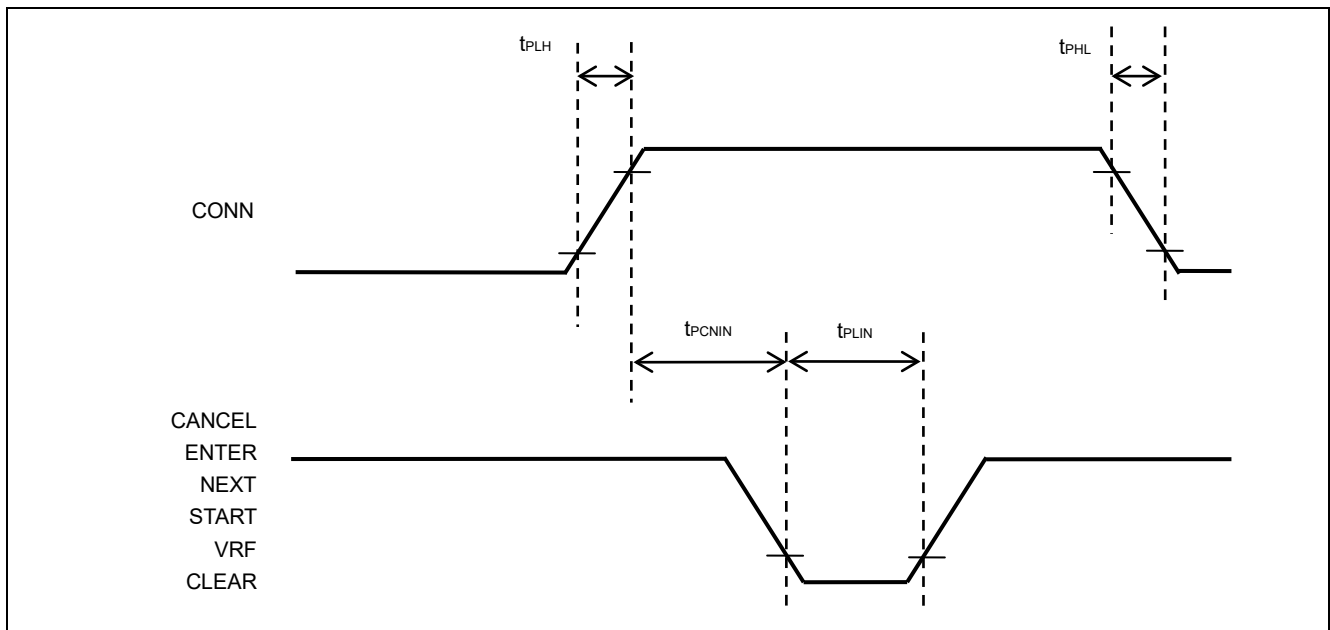 tPLH
tPHL
CONN
tPCNIN
tPLIN
CANCEL
ENTER
NEXT
START
VRF
CLEAR